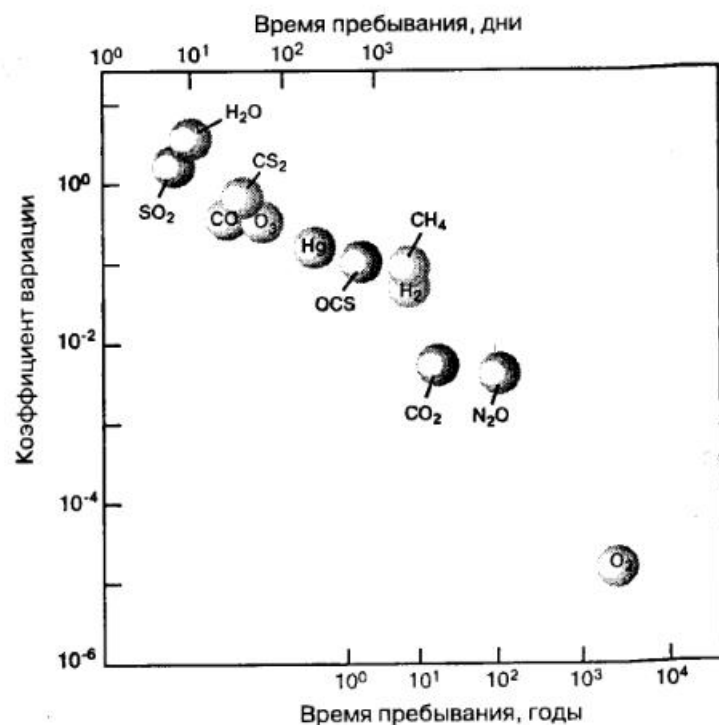 Время пребывания, дни
10⁰ 10¹ 10² 10³
H₂O
CS₂
10⁰
SO₂
CO
O₃
CH₄
Hg
H₂
OCS
10⁻²
CO₂
N₂O
Коэффициент вариации
10⁻⁴
O₂
10⁻⁶
10⁰ 10¹ 10² 10³ 10⁴
Время пребывания, годы